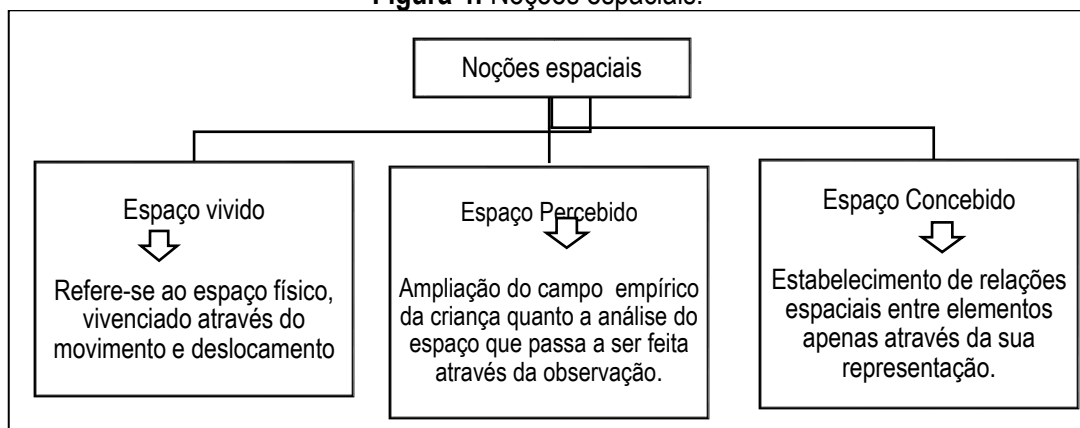 Figura 4. Noções espaciais.
Noções espaciais
Espaço vivido
Refere-se ao espaço físico,
vivenciado através do
movimento e deslocamento
Espaço Percebido
Ampliação do campo empírico
da criança quanto a análise do
espaço que passa a ser feita
através da observação.
Espaço Concebido
Estabelecimento de relações
espaciais entre elementos
apenas através da sua
representação.